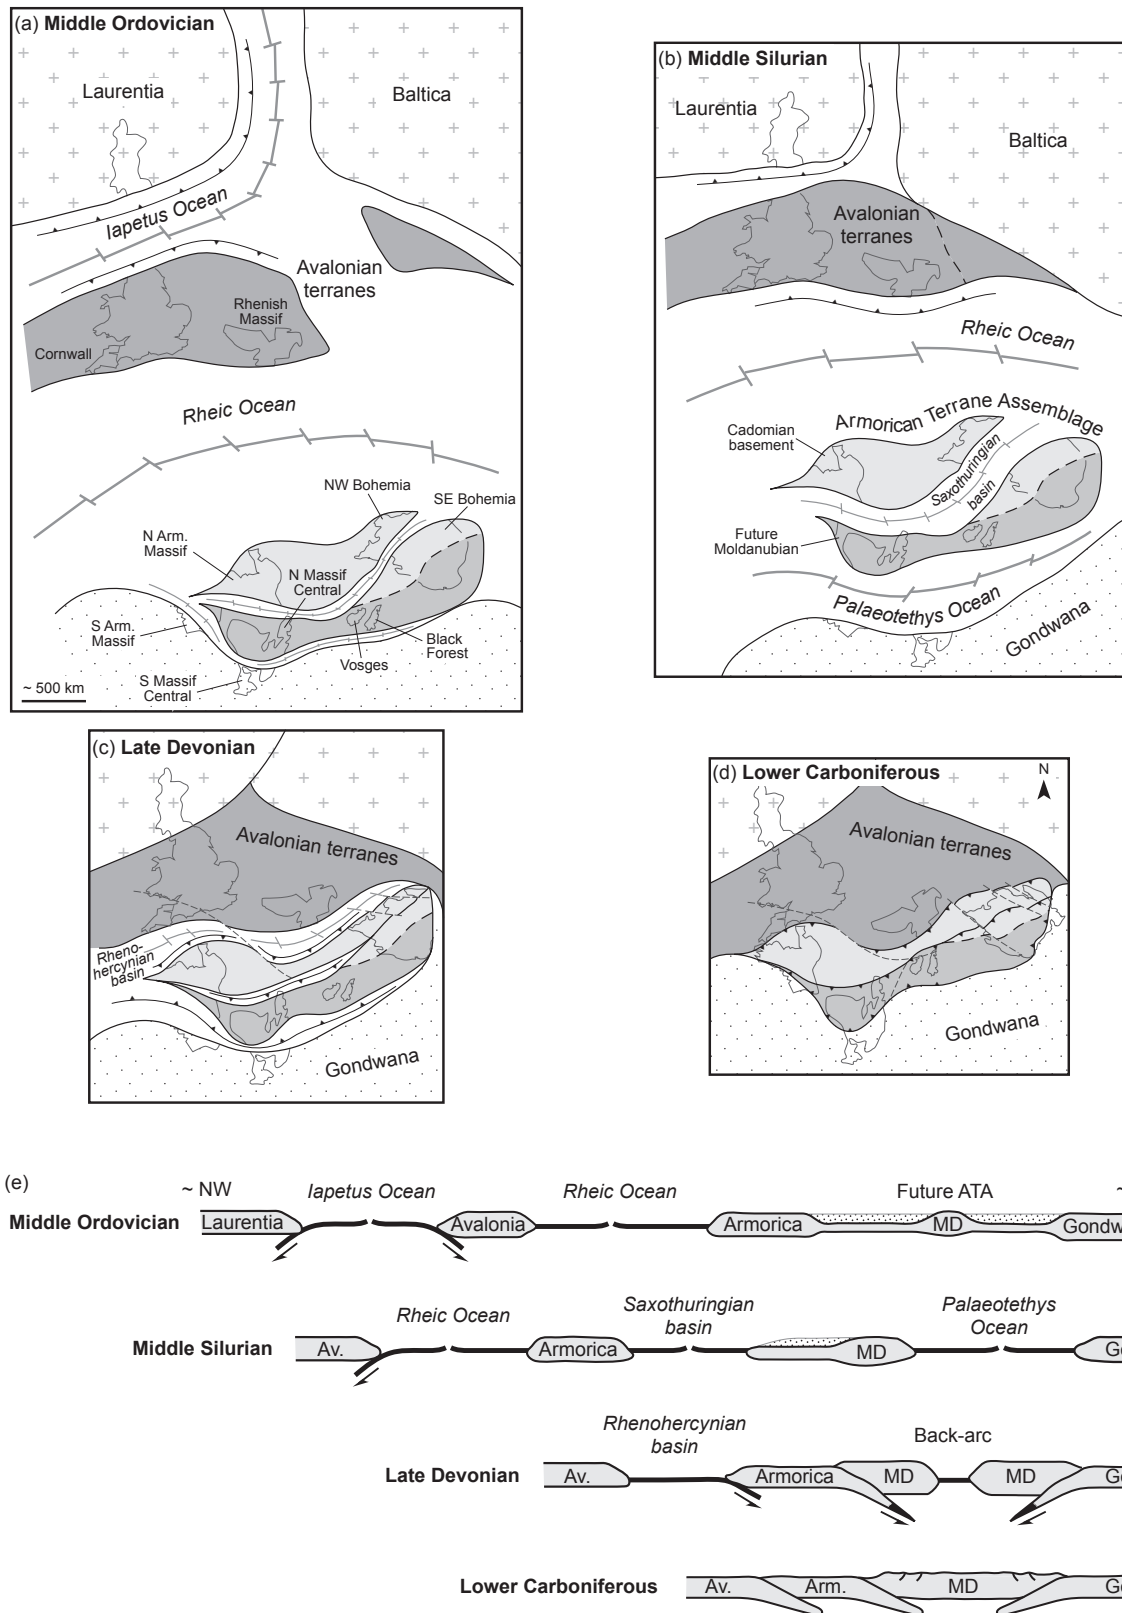 (a) Middle Ordovician
Laurentia
Baltica
Iapetus Ocean
Avalonian
terranes
Rhenish
Massif
Cornwall
Rheic Ocean
NW Bohemia
SE Bohemia
N Arm.
Massif
N Massif
Central
S Arm.
Massif
Black
Forest
Vosges
S Massif
Central
~ 500 km
(b) Middle Silurian
Laurentia
Baltica
Avalonian
terranes
Rheic Ocean
Armorican Terrane Assemblage
Cadomian
basement
Saxothuringian
basin
Future
Moldanubian
Palaeotethys Ocean
Gondwana
(c) Late Devonian
Avalonian terranes
Rheno-
hercynian
basin
Gondwana
(d) Lower Carboniferous
N
Avalonian terranes
Gondwana
(e)
~ NW
Iapetus Ocean
Rheic Ocean
Future ATA
~
Middle Ordovician
Laurentia
Avalonia
Armorica
MD
Gondw
Rheic Ocean
Saxothuringian
basin
Palaeotethys
Ocean
Middle Silurian
Av.
Armorica
MD
Go
Rhenohercynian
basin
Back-arc
Late Devonian
Av.
Armorica
MD
MD
Go
Lower Carboniferous
Av.
Arm.
MD
Go